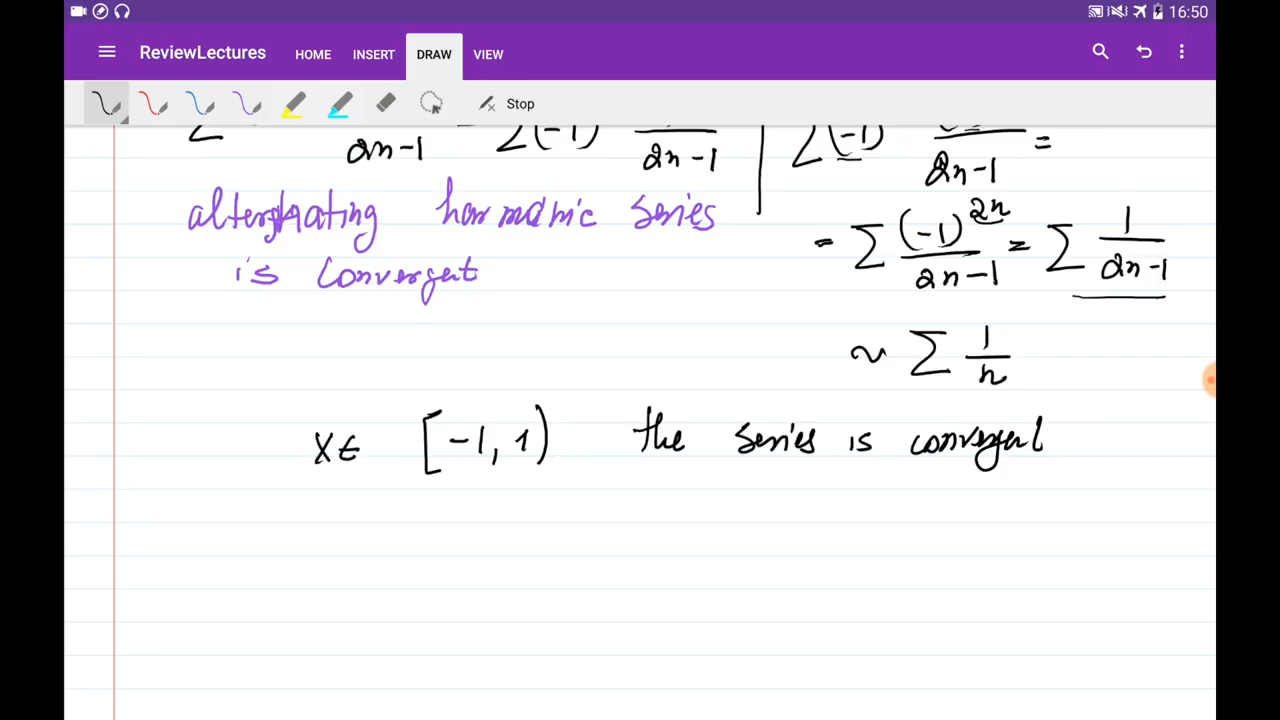 16:50
ReviewLectures HOME INSERT DRAW VIEW
Stop
∑ 2n-1 = ∑(-1) 2n-1 | ∑(-1) 2n-1 =
alternating harmonic series
is convergent
= ∑ (-1)^2n / 2n-1 = ∑ 1 / 2n-1
~ ∑ 1/n
x∈ [-1, 1) the series is convergent